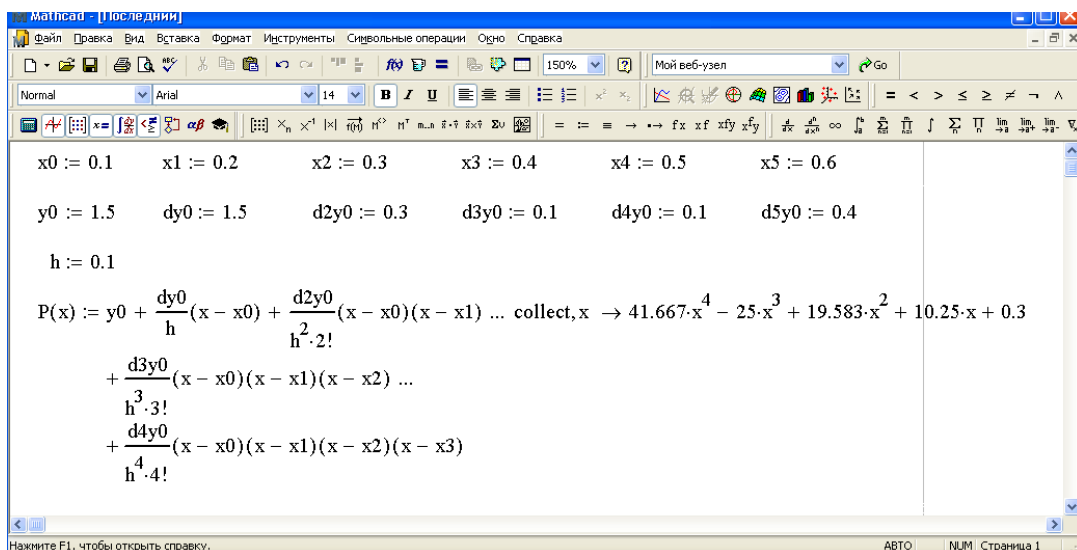 Mathcad - [Последний]
Файл Правка Вид Вставка Формат Инструменты Символьные операции Окно Справка
150% Мой веб-узел Go
Normal Arial 14 B I U
x0 := 0.1 x1 := 0.2 x2 := 0.3 x3 := 0.4 x4 := 0.5 x5 := 0.6
y0 := 1.5 dy0 := 1.5 d2y0 := 0.3 d3y0 := 0.1 d4y0 := 0.1 d5y0 := 0.4
h := 0.1
P(x) := y0 + dy0/h (x − x0) + d2y0/h^2·2! (x − x0)(x − x1) ... collect, x → 41.667·x^4 − 25·x^3 + 19.583·x^2 + 10.25·x + 0.3
+ d3y0/h^3·3! (x − x0)(x − x1)(x − x2) ...
+ d4y0/h^4·4! (x − x0)(x − x1)(x − x2)(x − x3)
Нажмите F1, чтобы открыть справку. АВТО NUM Страница 1